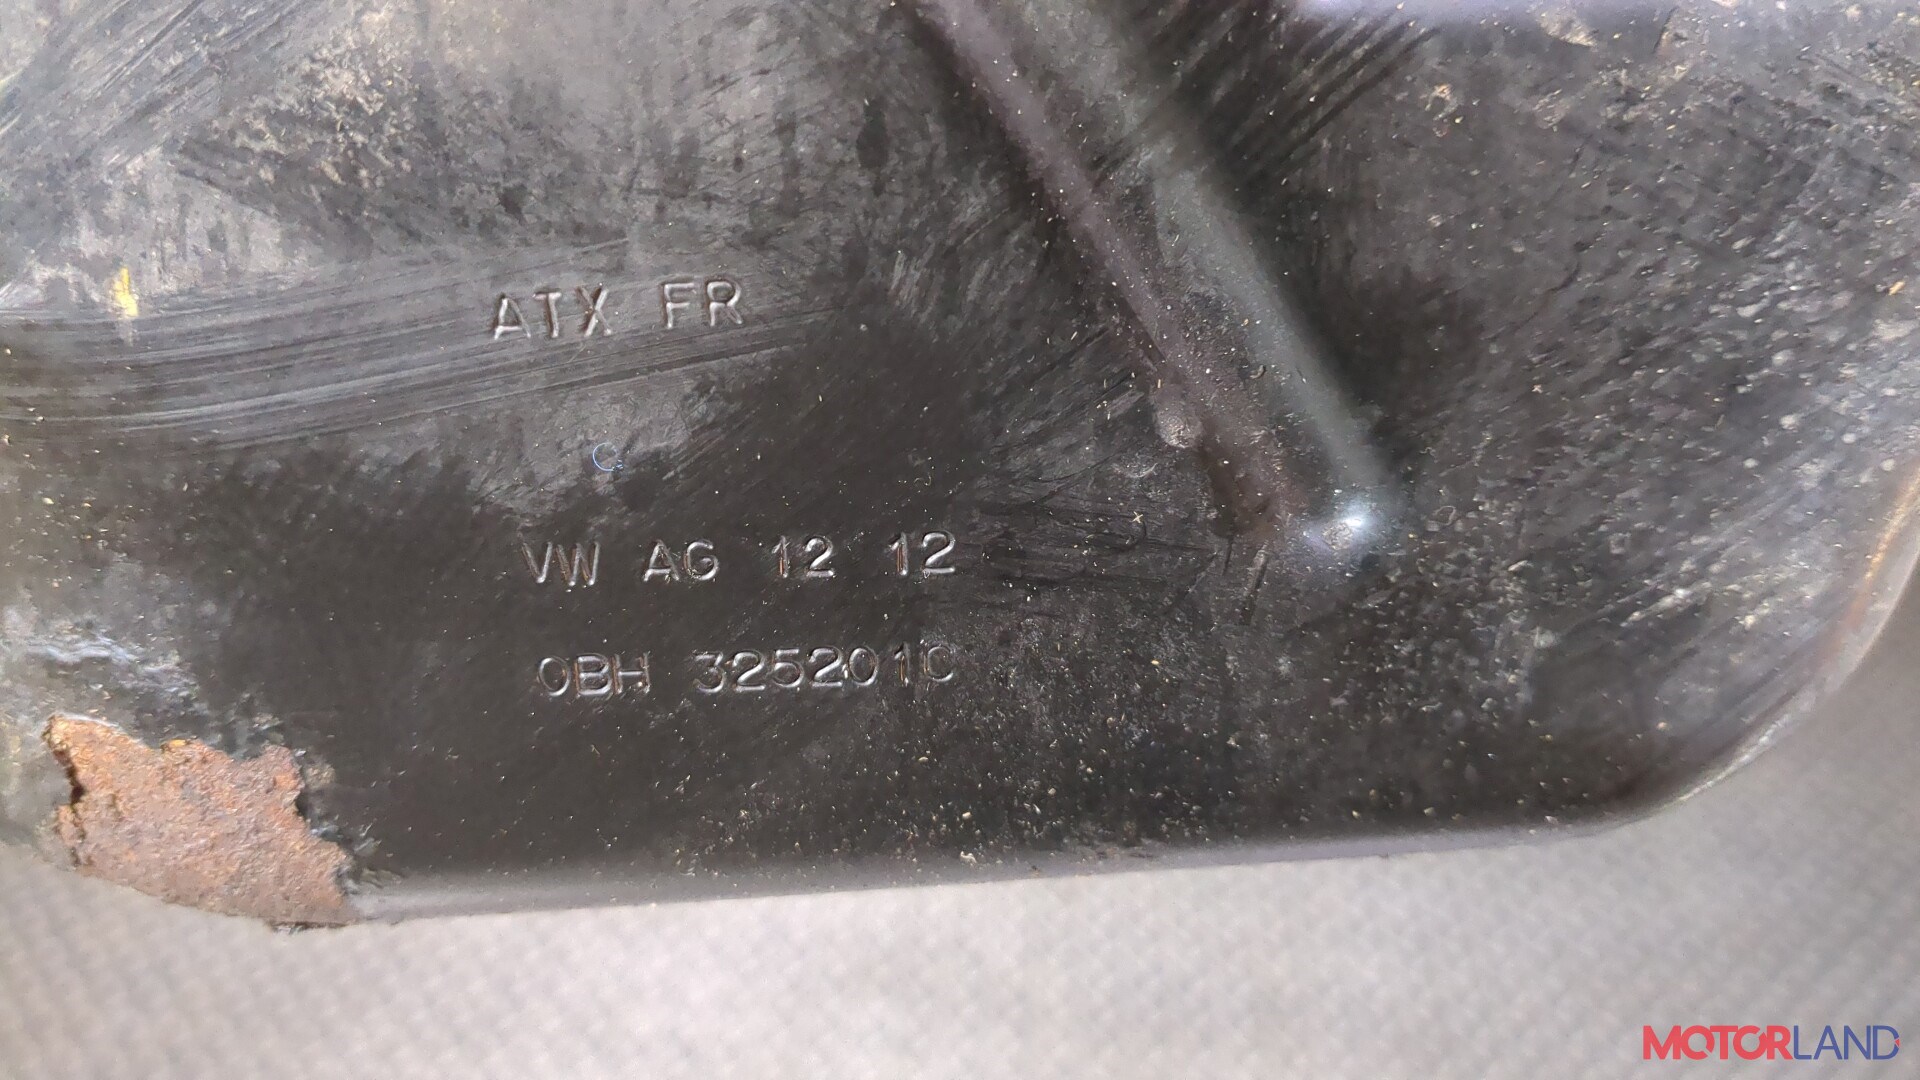 ATX FR
VW AG 12 12
0BH 325201C
MOTORLAND